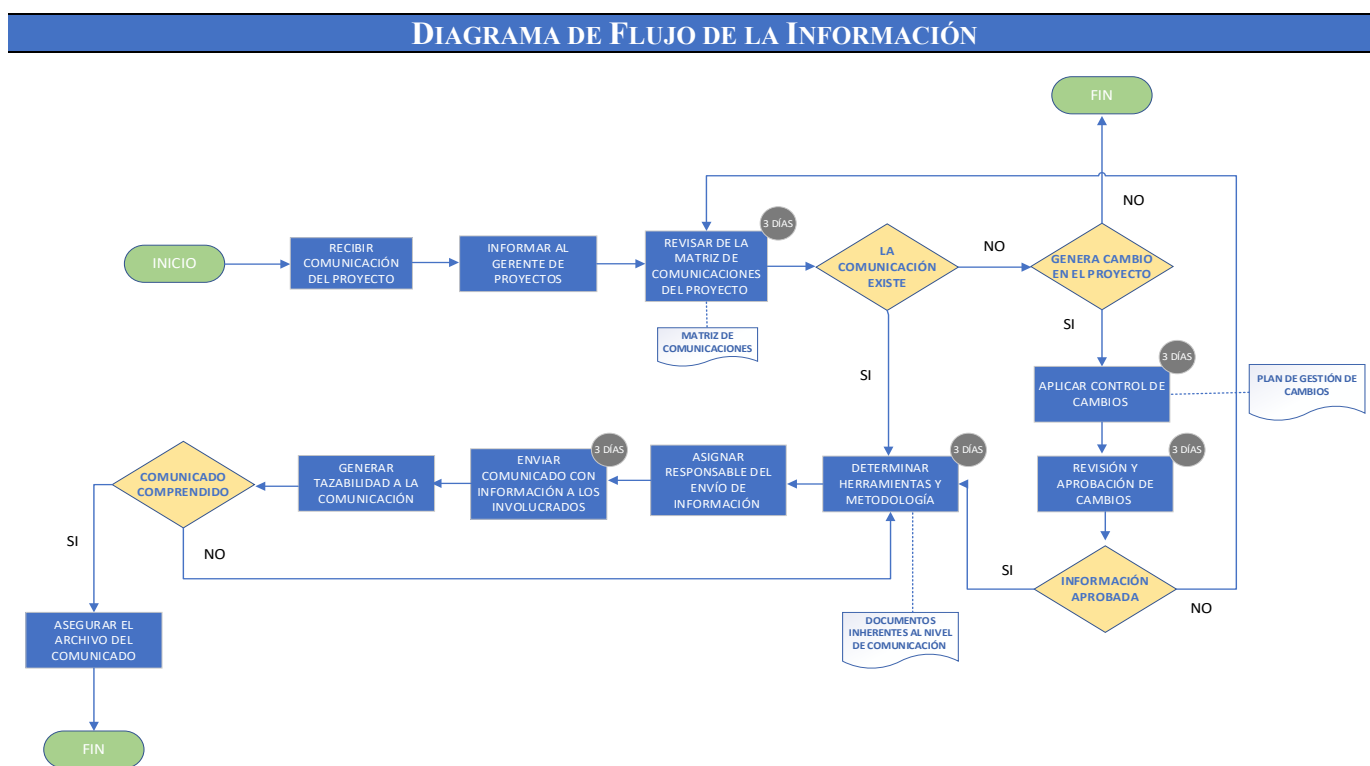 DIAGRAMA DE FLUJO DE LA INFORMACIÓN
FIN
NO
3 DÍAS
INICIO
RECIBIR
COMUNICACIÓN
DEL PROYECTO
INFORMAR AL
GERENTE DE
PROYECTOS
REVISAR DE LA
MATRIZ DE
COMUNICACIONES
DEL PROYECTO
LA
COMUNICACIÓN
EXISTE
NO
GENERA CAMBIO
EN EL PROYECTO
MATRIZ DE
COMUNICACIONES
SI
SI
3 DÍAS
APLICAR CONTROL DE
CAMBIOS
PLAN DE GESTIÓN DE
CAMBIOS
COMUNICADO
COMPRENDIDO
GENERAR
TAZABILIDAD A LA
COMUNICACIÓN
3 DÍAS
ENVIAR
COMUNICADO CON
INFORMACIÓN A LOS
INVOLUCRADOS
ASIGNAR
RESPONSABLE DEL
ENVÍO DE
INFORMACIÓN
3 DÍAS
DETERMINAR
HERRAMIENTAS Y
METODOLOGÍA
3 DÍAS
REVISIÓN Y
APROBACIÓN DE
CAMBIOS
SI
NO
SI
INFORMACIÓN
APROBADA
NO
ASEGURAR EL
ARCHIVO DEL
COMUNICADO
DOCUMENTOS
INHERENTES AL NIVEL
DE COMUNICACIÓN
FIN